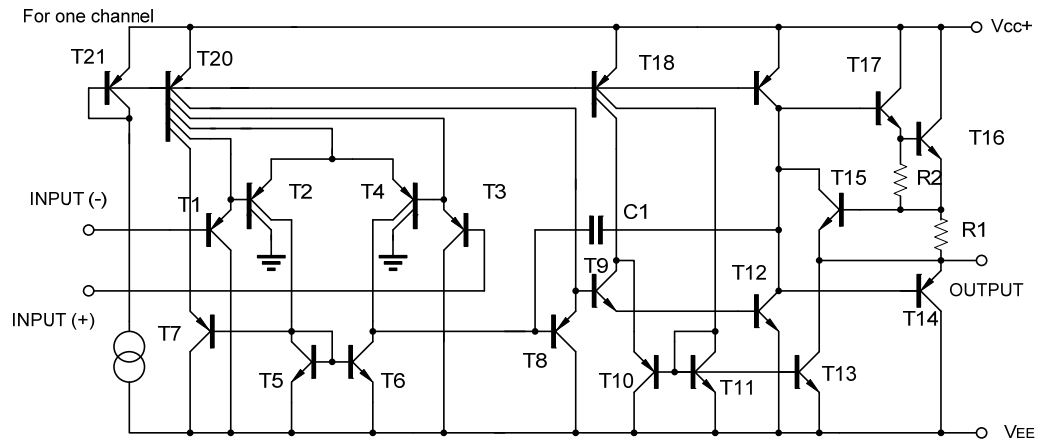 For one channel
Vcc+
T21
T20
T18
T17
T16
T15
R2
INPUT (-)
T1
T2
T4
T3
C1
R1
T9
T12
OUTPUT
INPUT (+)
T7
T8
T14
T5
T6
T10
T11
T13
VEE